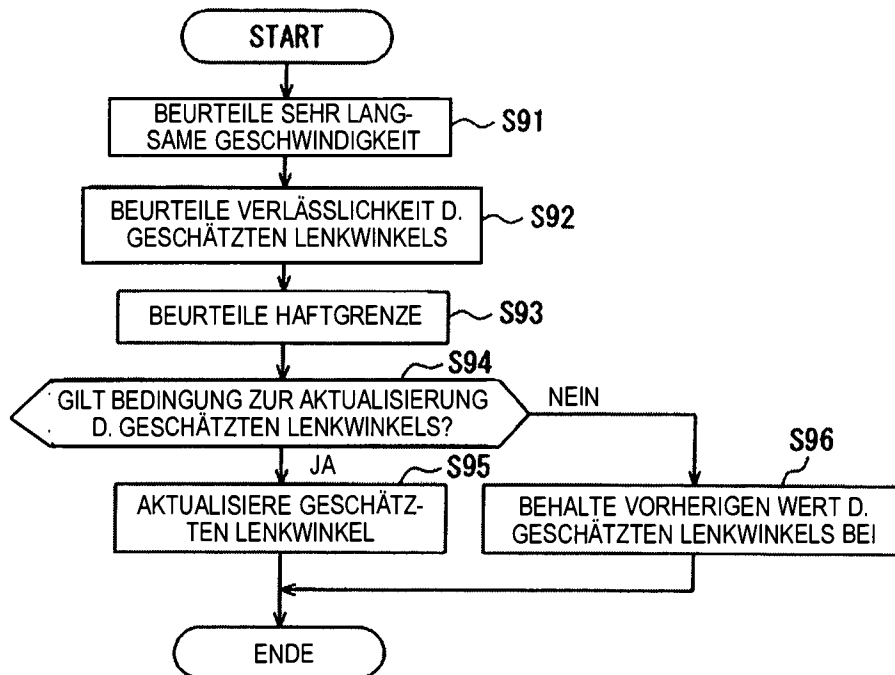 START
BEURTEILE SEHR LANG-
SAME GESCHWINDIGKEIT
S91
BEURTEILE VERLÄSSLICHKEIT D.
GESCHÄTZTEN LENKWINKELS
S92
BEURTEILE HAFTGRENZE
S93
S94
GILT BEDINGUNG ZUR AKTUALISIERUNG
D. GESCHÄTZTEN LENKWINKELS?
NEIN
JA
S95
S96
AKTUALISIERE GESCHÄTZ-
TEN LENKWINKEL
BEHALTE VORHERIGEN WERT D.
GESCHÄTZTEN LENKWINKELS BEI
ENDE